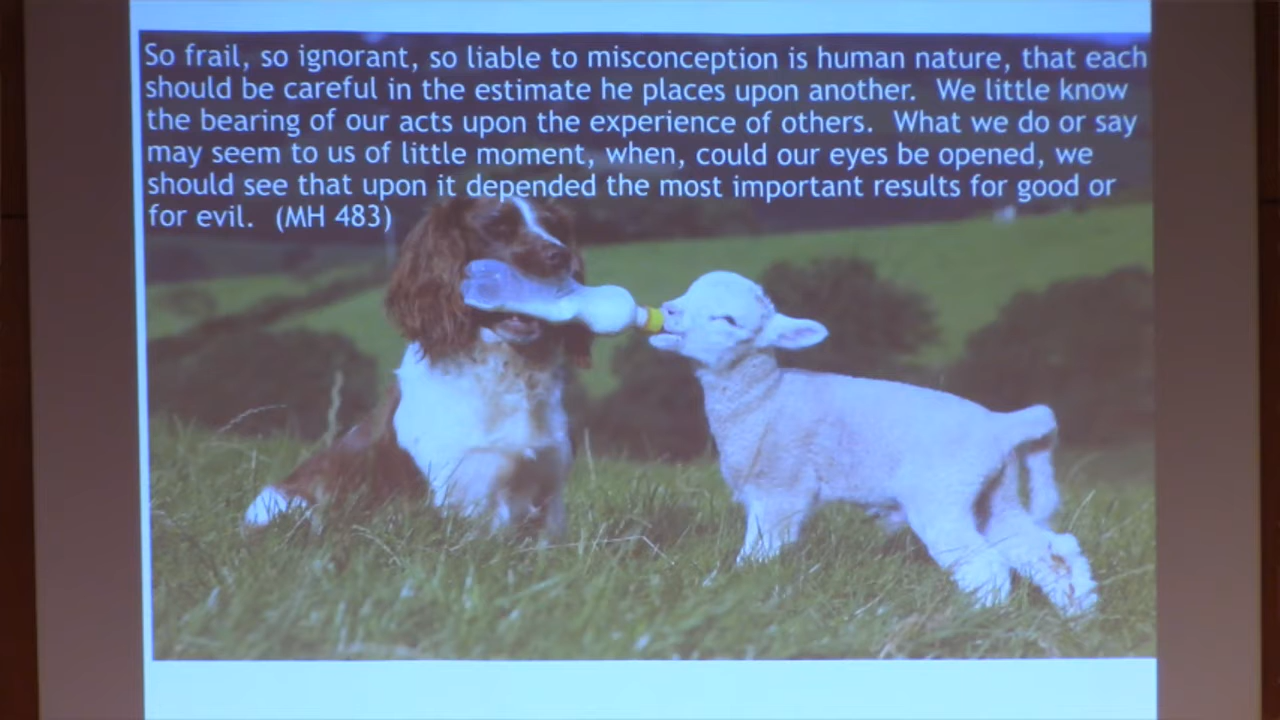 So frail, so ignorant, so liable to misconception is human nature, that each
should be careful in the estimate he places upon another.  We little know
the bearing of our acts upon the experience of others.  What we do or say
may seem to us of little moment, when, could our eyes be opened, we
should see that upon it depended the most important results for good or
for evil.  (MH 483)